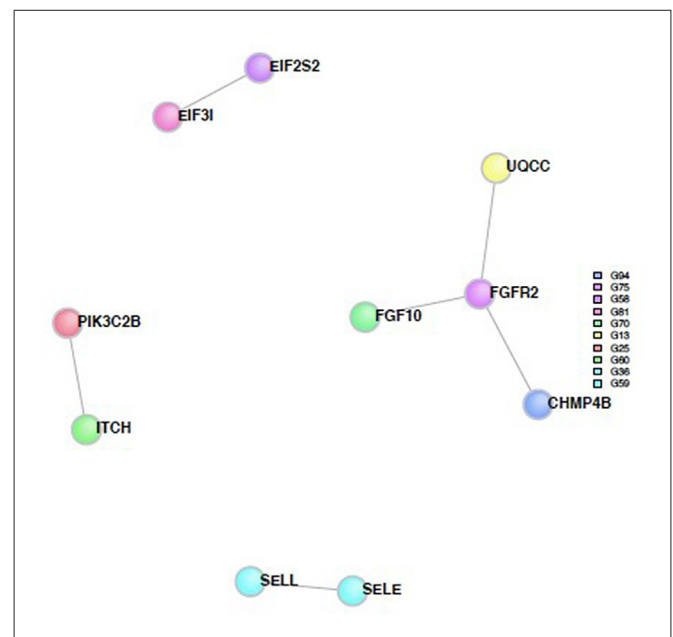 EIF2S2
EIF3I
UQCC
FGFR2
FGF10
PIK3C2B
CHMP4B
ITCH
SELL
SELE
G94
G75
G58
G81
G70
G13
G25
G60
G36
G59